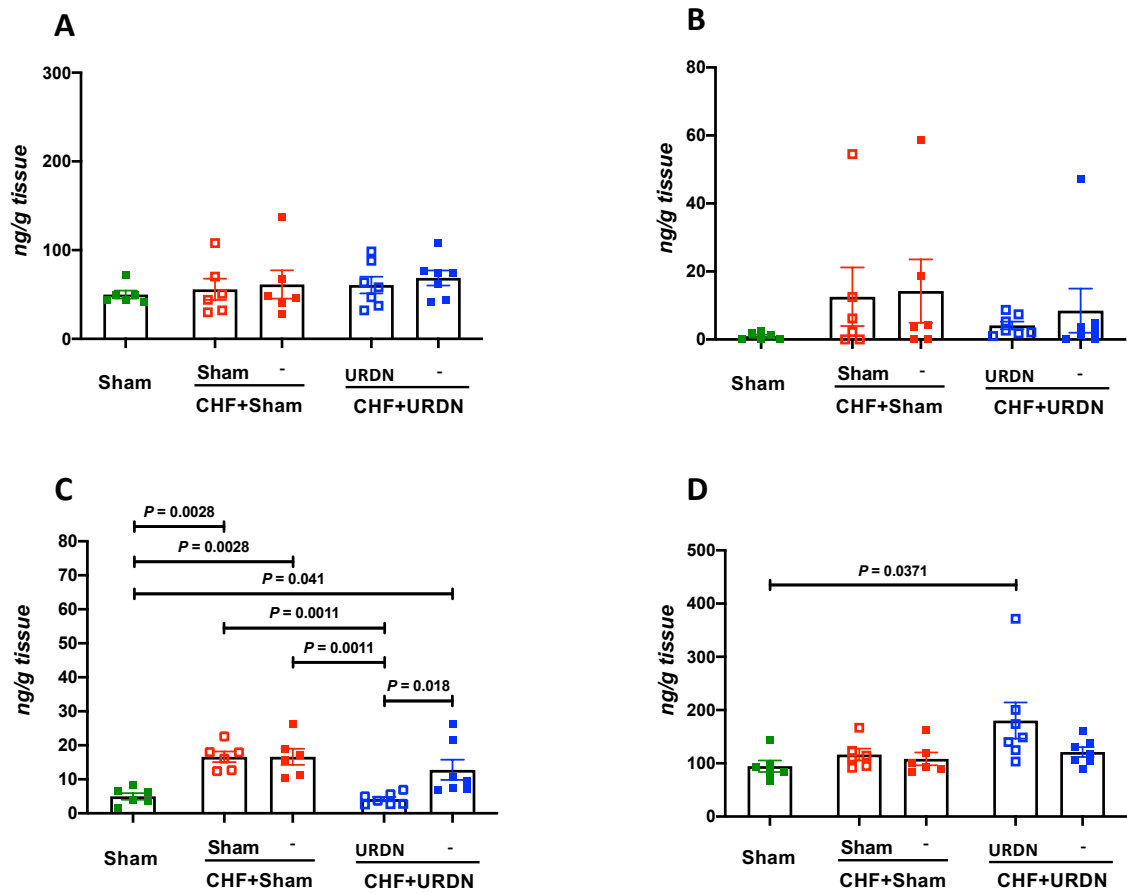 A
ng/g tissue
300
200
100
0
Sham
Sham -
CHF+Sham
URDN -
CHF+URDN
B
ng/g tissue
80
60
40
20
0
Sham
Sham -
CHF+Sham
URDN -
CHF+URDN
C
P = 0.0028
P = 0.0028
P = 0.041
P = 0.0011
P = 0.0011
P = 0.018
ng/g tissue
80
70
60
50
40
30
20
10
0
Sham
Sham -
CHF+Sham
URDN -
CHF+URDN
D
P = 0.0371
ng/g tissue
500
400
300
200
100
0
Sham
Sham -
CHF+Sham
URDN -
CHF+URDN